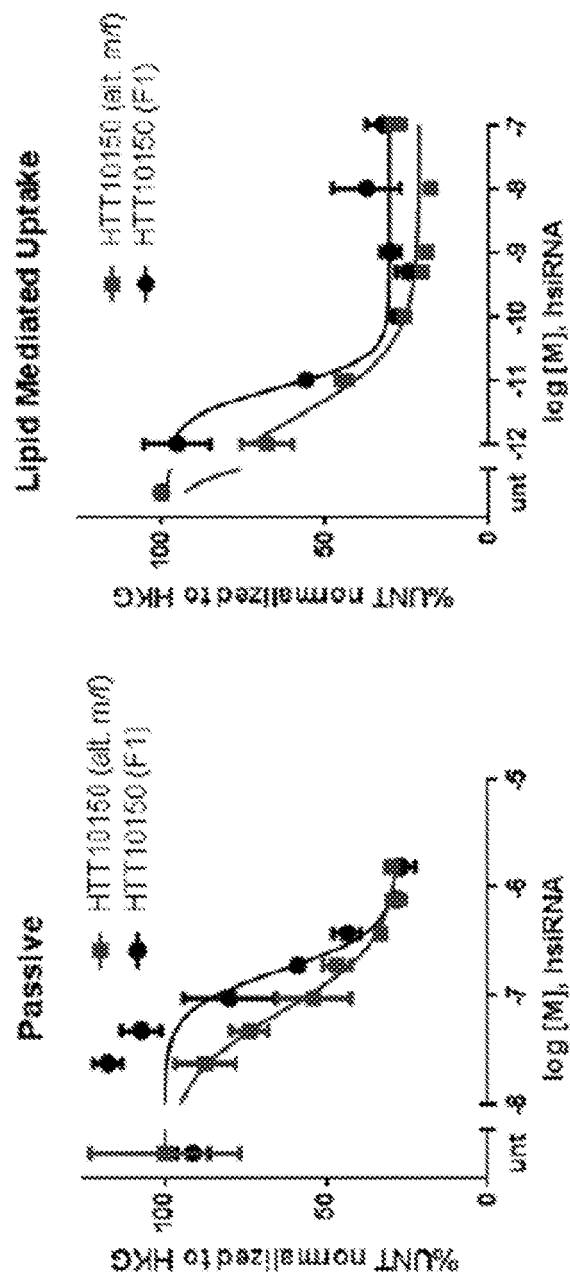 Passive
HTT10150 (alt. m/f)
HTT10150 (F1)
%UNT normalized to HKG
100
50
0
unt
-8
-7
-6
-5
log [M], hsiRNA
Lipid Mediated Uptake
HTT10150 (alt. m/f)
HTT10150 (F1)
%UNT normalized to HKG
100
50
0
unt
-12
-11
-10
-9
-8
-7
log [M], hsiRNA